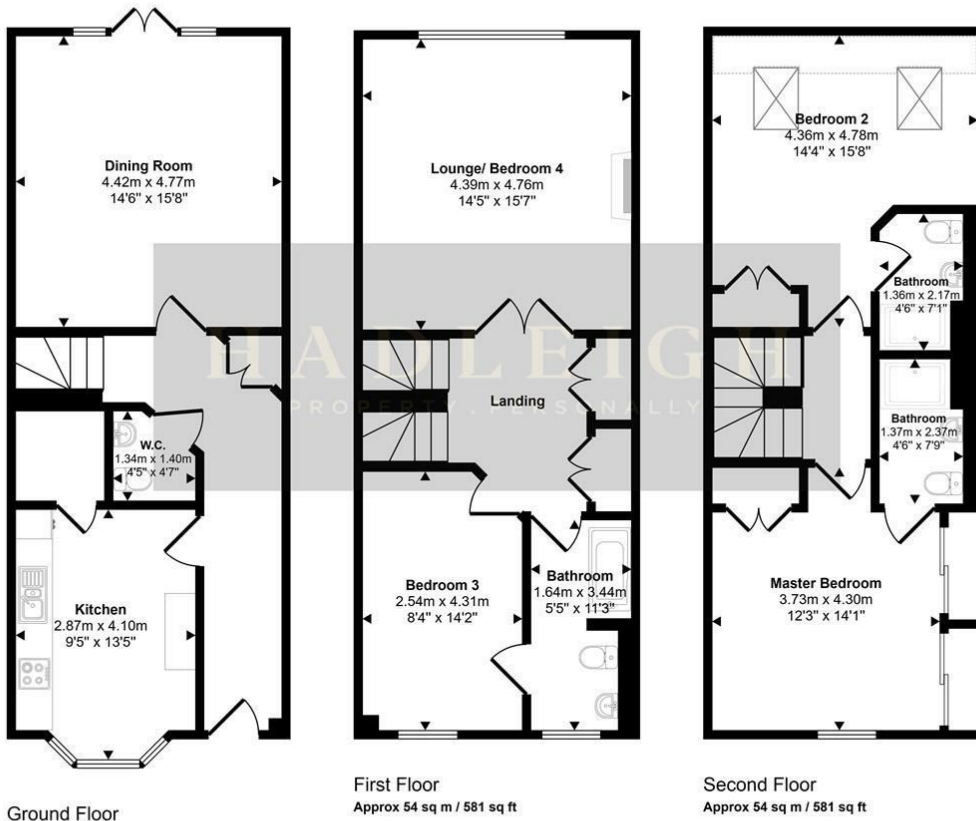 Dining Room
4.42m x 4.77m
14'6" x 15'8"
W.C.
1.34m x 1.40m
4'5" x 4'7"
Kitchen
2.87m x 4.10m
9'5" x 13'5"
Ground Floor
Lounge/ Bedroom 4
4.39m x 4.76m
14'5" x 15'7"
Landing
Bedroom 3
2.54m x 4.31m
8'4" x 14'2"
Bathroom
1.64m x 3.44m
5'5" x 11'3"
First Floor
Approx 54 sq m / 581 sq ft
Bedroom 2
4.36m x 4.78m
14'4" x 15'8"
Bathroom
1.36m x 2.17m
4'6" x 7'1"
Bathroom
1.37m x 2.37m
4'6" x 7'9"
Master Bedroom
3.73m x 4.30m
12'3" x 14'1"
Second Floor
Approx 54 sq m / 581 sq ft
HADLEIGH
PROPERTY. PERSONALLY